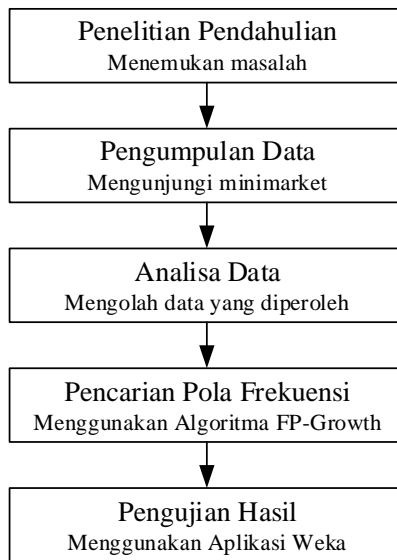 Penelitian Pendahulian
Menemukan masalah
Pengumpulan Data
Mengunjungi minimarket
Analisa Data
Mengolah data yang diperoleh
Pencarian Pola Frekuensi
Menggunakan Algoritma FP-Growth
Pengujian Hasil
Menggunakan Aplikasi Weka